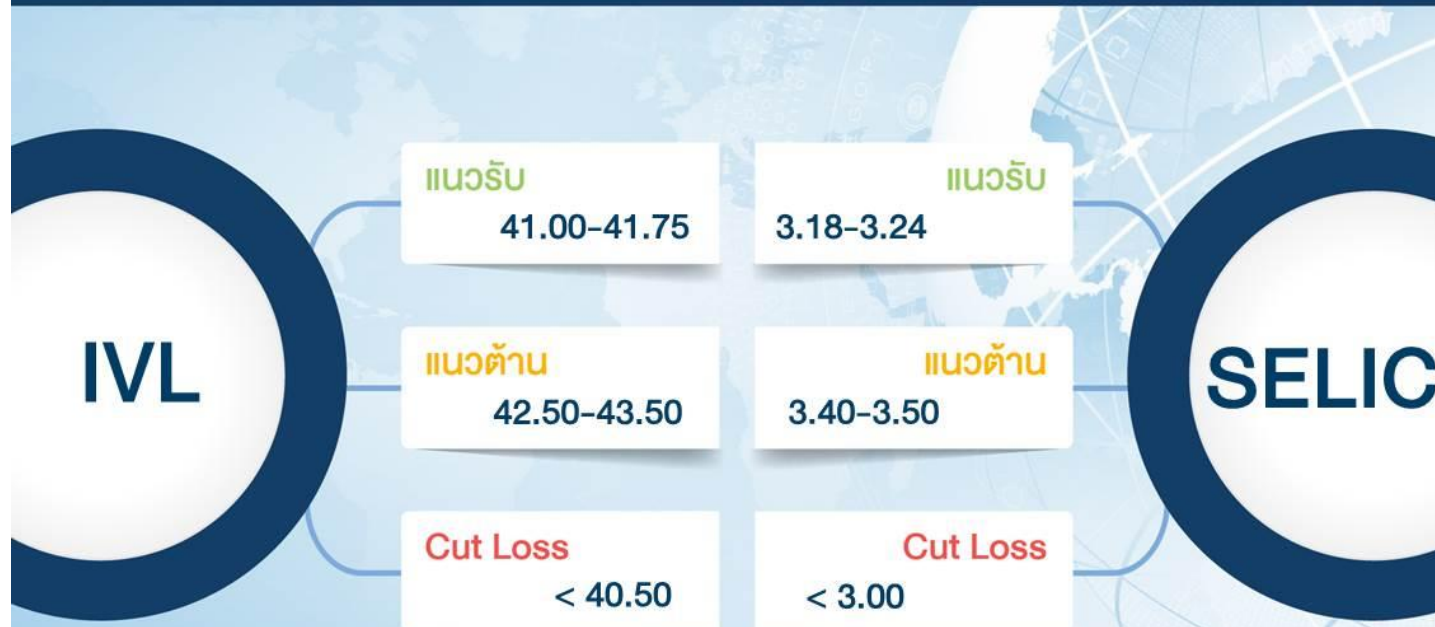 IVL
แนวรับ
41.00-41.75
แนวต้าน
42.50-43.50
Cut Loss
< 40.50
แนวรับ
3.18-3.24
แนวต้าน
3.40-3.50
Cut Loss
< 3.00
SELIC